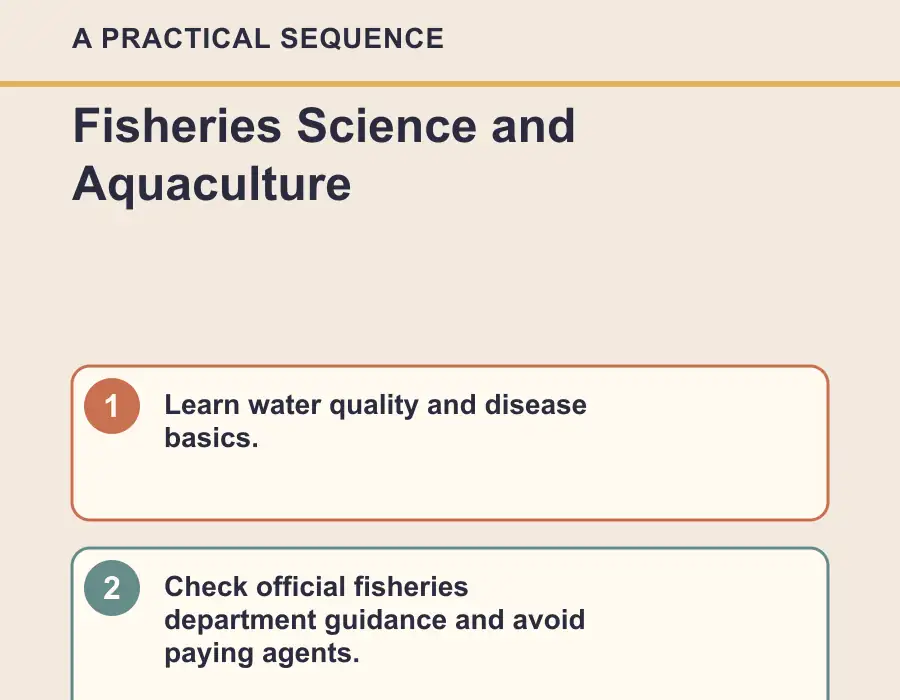 A PRACTICAL SEQUENCE
Fisheries Science and
Aquaculture
1
Learn water quality and disease
basics.
2
Check official fisheries
department guidance and avoid
paying agents.